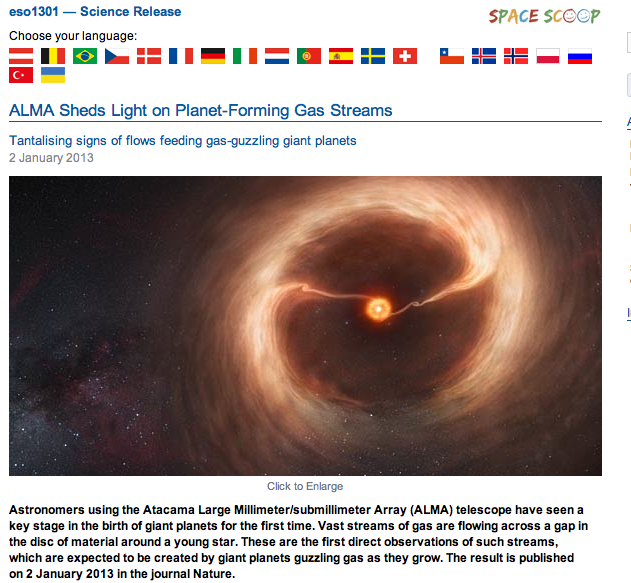 eso1301 — Science Release
SPACE SCOOP
Choose your language:
ALMA Sheds Light on Planet-Forming Gas Streams
Tantalising signs of flows feeding gas-guzzling giant planets
2 January 2013
Click to Enlarge
Astronomers using the Atacama Large Millimeter/submillimeter Array (ALMA) telescope have seen a
key stage in the birth of giant planets for the first time. Vast streams of gas are flowing across a gap in
the disc of material around a young star. These are the first direct observations of such streams,
which are expected to be created by giant planets guzzling gas as they grow. The result is published
on 2 January 2013 in the journal Nature.